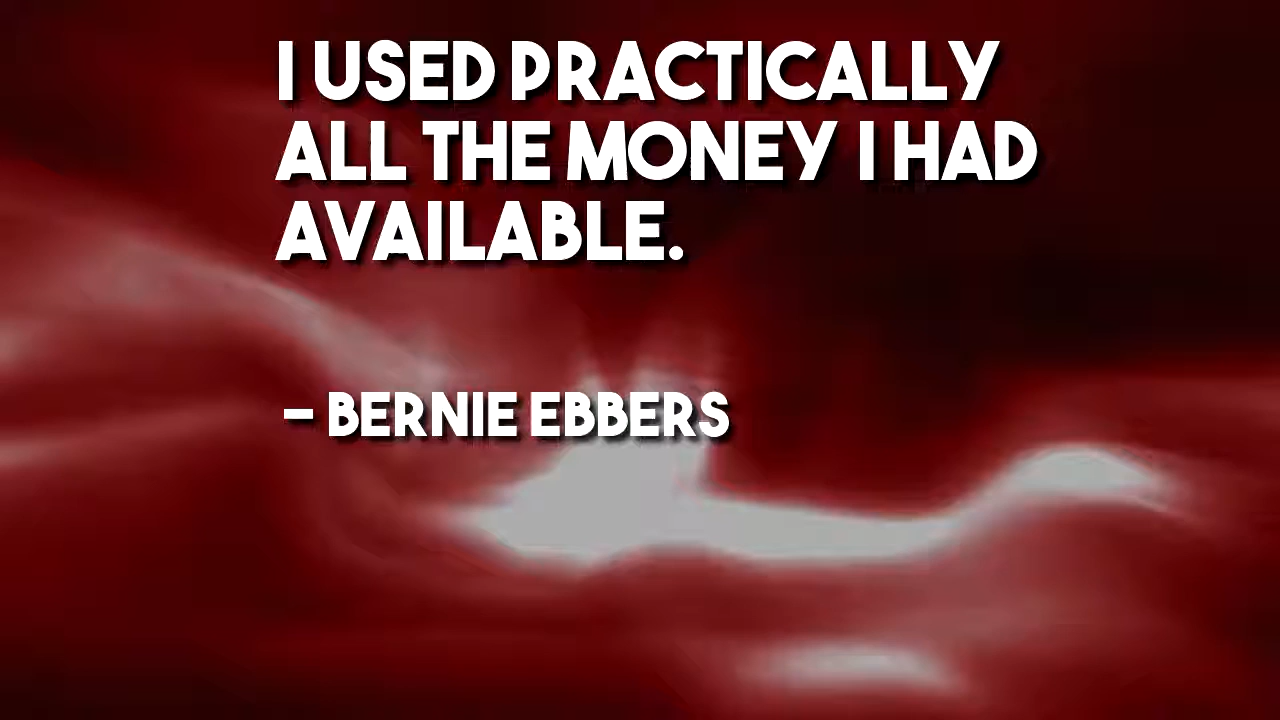 I USED PRACTICALLY
ALL THE MONEY I HAD
AVAILABLE.
– BERNIE EBBERS